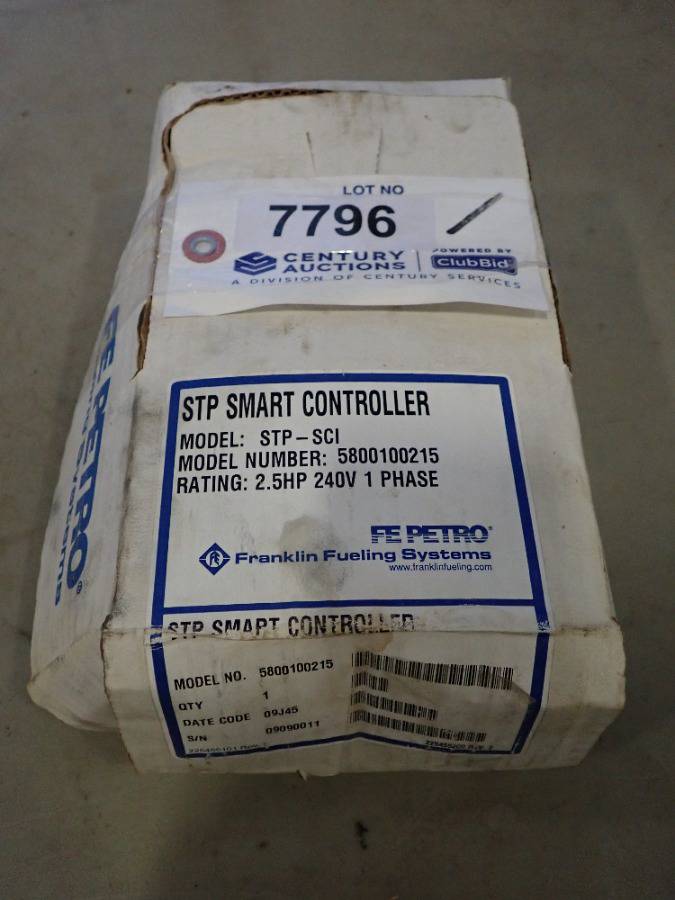 LOT NO
7796
CENTURY
AUCTIONS
POWERED BY
ClubBid
A DIVISION OF CENTURY SERVICES
STP SMART CONTROLLER
MODEL: STP-SCI
MODEL NUMBER: 5800100215
RATING: 2.5HP 240V 1 PHASE
FE PETRO®
Franklin Fueling Systems
www.franklinfueling.com
STP SMART CONTROLLER
MODEL NO. 5800100215
QTY 1
DATE CODE 09J45
S/N 09090011
FE PETRO®